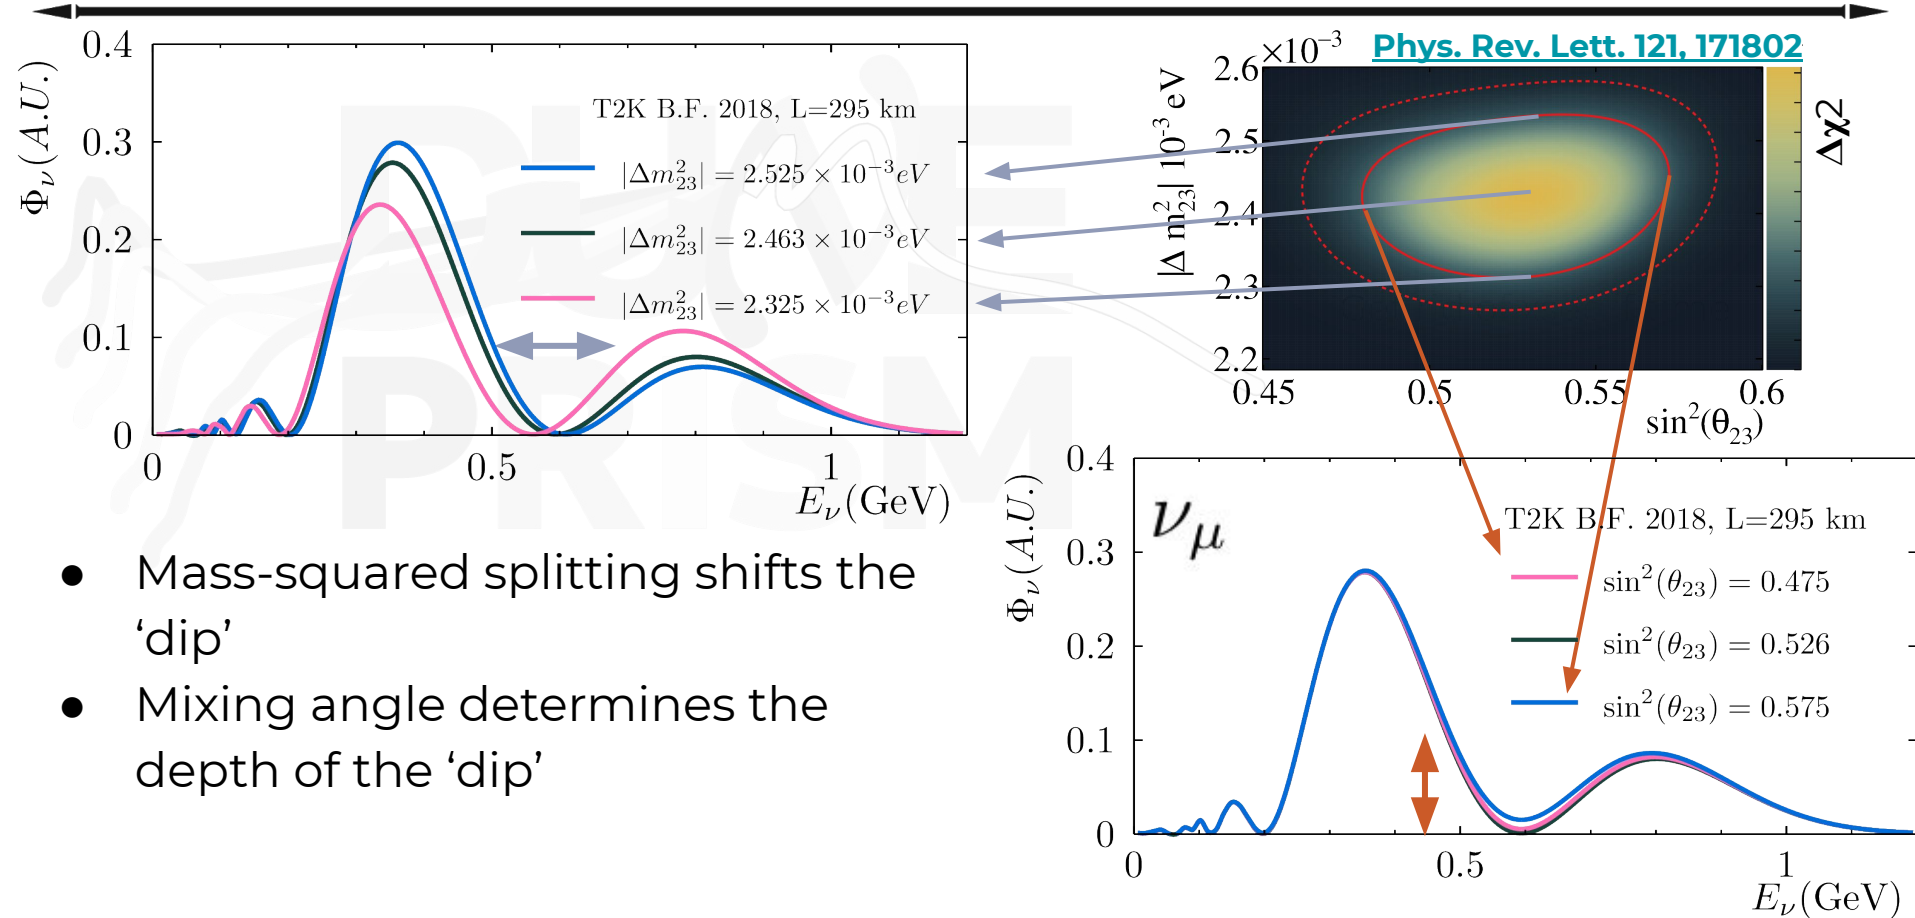 0.4
0.3
0.2
0.1
0
0
0.5
1
Φν(A.U.)
Eν(GeV)
T2K B.F. 2018, L=295 km
|Δm²₂₃| = 2.525 × 10⁻³eV
|Δm²₂₃| = 2.463 × 10⁻³eV
|Δm²₂₃| = 2.325 × 10⁻³eV
DUNE
PRISM
×10⁻³
Phys. Rev. Lett. 121, 171802
2.6
2.5
2.4
2.3
2.2
|Δ m²₂₃| 10⁻³ eV
0.45
0.5
0.55
0.6
sin²(θ₂₃)
Δχ2
● Mass-squared splitting shifts the
‘dip’
● Mixing angle determines the
depth of the ‘dip’
0.4
0.3
0.2
0.1
0
0
0.5
1
Φν(A.U.)
Eν(GeV)
νμ
T2K B.F. 2018, L=295 km
sin²(θ₂₃) = 0.475
sin²(θ₂₃) = 0.526
sin²(θ₂₃) = 0.575